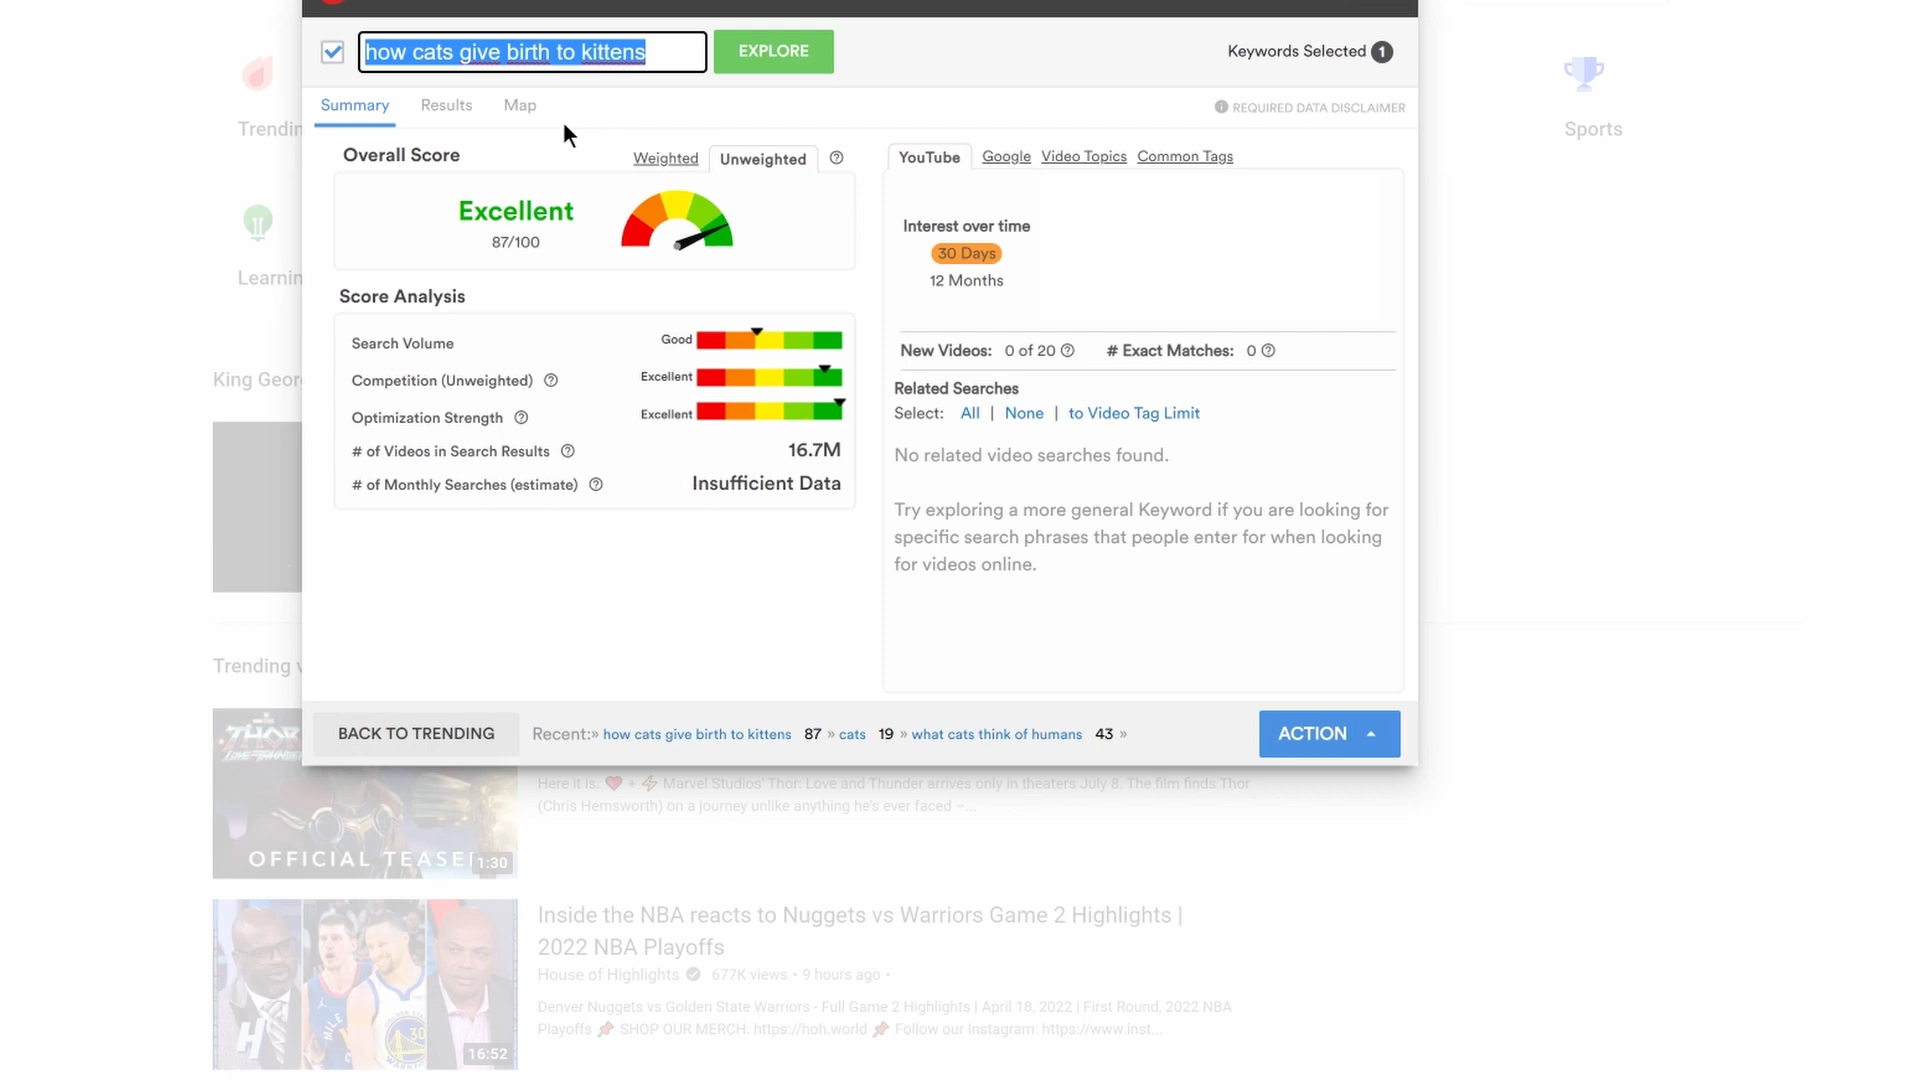 how cats give birth to kittens
EXPLORE
Keywords Selected 1
Summary
Results
Map
REQUIRED DATA DISCLAIMER
Overall Score
Weighted
Unweighted
Excellent
87/100
Score Analysis
Search Volume
Good
Competition (Unweighted)
Excellent
Optimization Strength
Excellent
# of Videos in Search Results
16.7M
# of Monthly Searches (estimate)
Insufficient Data
YouTube
Google
Video Topics
Common Tags
Interest over time
30 Days
12 Months
New Videos: 0 of 20
# Exact Matches: 0
Related Searches
Select: All | None | to Video Tag Limit
No related video searches found.
Try exploring a more general Keyword if you are looking for
specific search phrases that people enter for when looking
for videos online.
BACK TO TRENDING
Recent:» how cats give birth to kittens 87 » cats 19 » what cats think of humans 43 »
ACTION
Trendin
Learnin
Sports
King Geor
Trending v
THOR
LOVE AND THUNDER
OFFICIAL TEASE
1:30
Here it is. ❤️ + ⚡ Marvel Studios' Thor: Love and Thunder arrives only in theaters July 8. The film finds Thor
(Chris Hemsworth) on a journey unlike anything he's ever faced –...
16:52
Inside the NBA reacts to Nuggets vs Warriors Game 2 Highlights |
2022 NBA Playoffs
House of Highlights 677K views • 9 hours ago •
Denver Nuggets vs Golden State Warriors - Full Game 2 Highlights | April 18, 2022 | First Round, 2022 NBA
Playoffs 📌 SHOP OUR MERCH: https://hoh.world 📌 Follow our Instagram: https://www.inst...